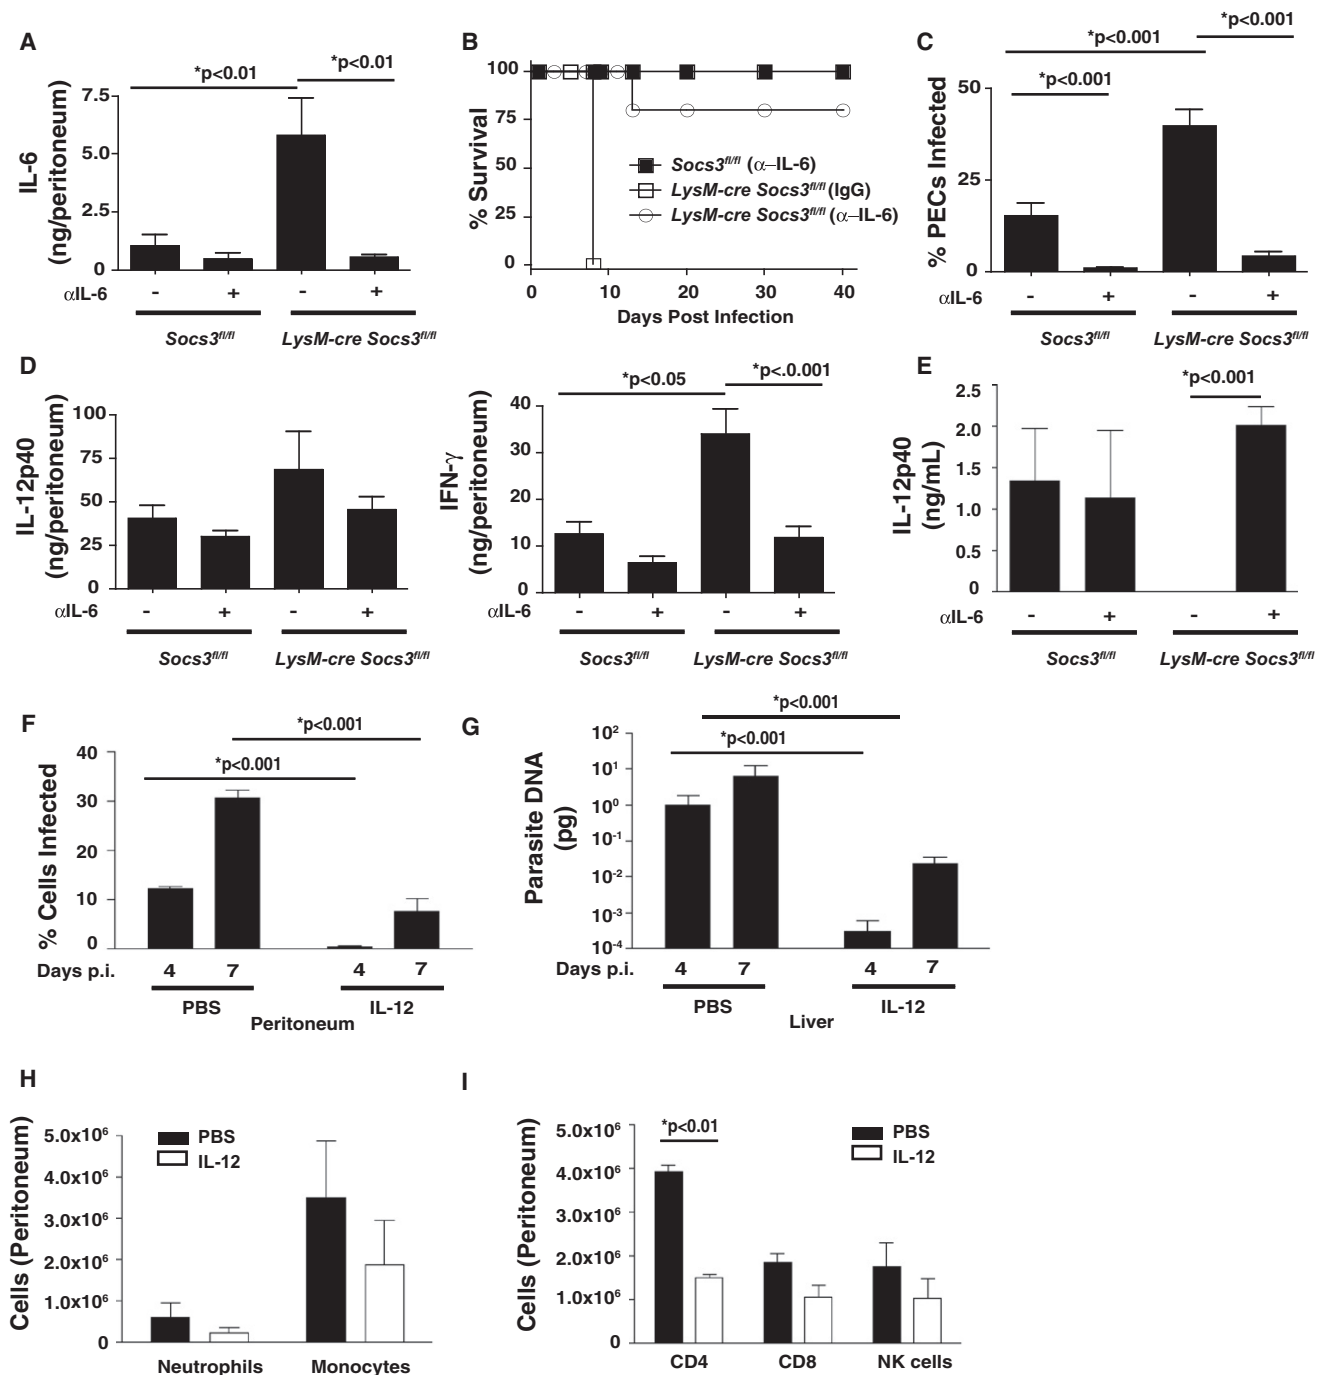 A
*p<0.01
*p<0.01
IL-6
(ng/peritoneum)
7.5
5.0
2.5
0
αIL-6 - + - +
Socs3fl/fl LysM-cre Socs3fl/fl
B
% Survival
100
75
50
25
0
Socs3fl/fl (α–IL-6)
LysM-cre Socs3fl/fl (IgG)
LysM-cre Socs3fl/fl (α–IL-6)
0 10 20 30 40
Days Post Infection
C
*p<0.001
*p<0.001
*p<0.001
% PECs Infected
50
25
0
αIL-6 - + - +
Socs3fl/fl LysM-cre Socs3fl/fl
D
IL-12p40
(ng/peritoneum)
100
75
50
25
0
αIL-6 - + - +
Socs3fl/fl LysM-cre Socs3fl/fl
*p<0.05
*p<.0.001
IFN-γ
(ng/peritoneum)
40
30
20
10
0
αIL-6 - + - +
Socs3fl/fl LysM-cre Socs3fl/fl
E
*p<0.001
IL-12p40
(ng/mL)
2.5
2.0
1.5
1.0
0.5
0
αIL-6 - + - +
Socs3fl/fl LysM-cre Socs3fl/fl
F
*p<0.001
*p<0.001
% Cells Infected
40
30
20
10
0
Days p.i. 4 7 4 7
PBS IL-12
Peritoneum
G
*p<0.001
*p<0.001
Parasite DNA
(pg)
10²
10¹
10⁰
10⁻¹
10⁻²
10⁻³
10⁻⁴
Days p.i. 4 7 4 7
PBS IL-12
Liver
H
Cells (Peritoneum)
5.0x10⁶
4.0x10⁶
3.0x10⁶
2.0x10⁶
1.0x10⁶
0
PBS
IL-12
Neutrophils Monocytes
I
Cells (Peritoneum)
5.0x10⁶
4.0x10⁶
3.0x10⁶
2.0x10⁶
1.0x10⁶
0
*p<0.01
PBS
IL-12
CD4 CD8 NK cells